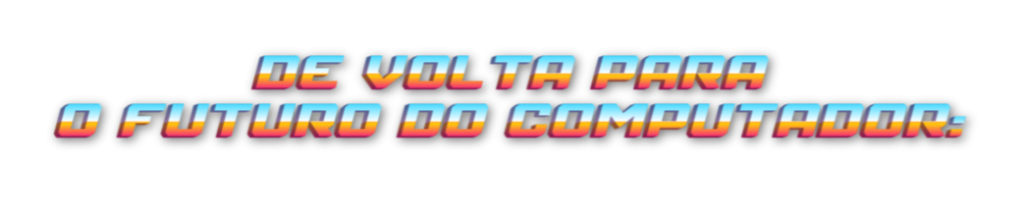 DE VOLTA PARA
O FUTURO DO COMPUTADOR: